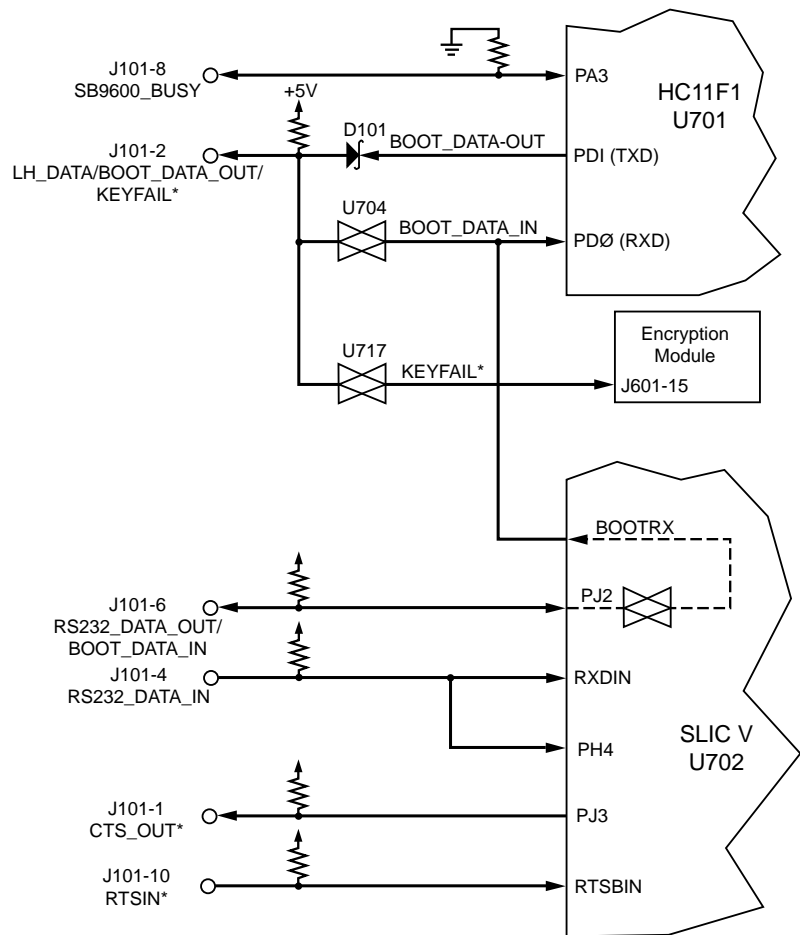 J101-8
SB9600_BUSY
PA3
HC11F1
U701
+5V
J101-2
LH_DATA/BOOT_DATA_OUT/
KEYFAIL*
D101
BOOT_DATA-OUT
PDI (TXD)
U704
BOOT_DATA_IN
PDØ (RXD)
Encryption
Module
J601-15
U717
KEYFAIL*
BOOTRX
J101-6
RS232_DATA_OUT/
BOOT_DATA_IN
PJ2
J101-4
RS232_DATA_IN
RXDIN
SLIC V
U702
PH4
J101-1
CTS_OUT*
PJ3
J101-10
RTSIN*
RTSBIN